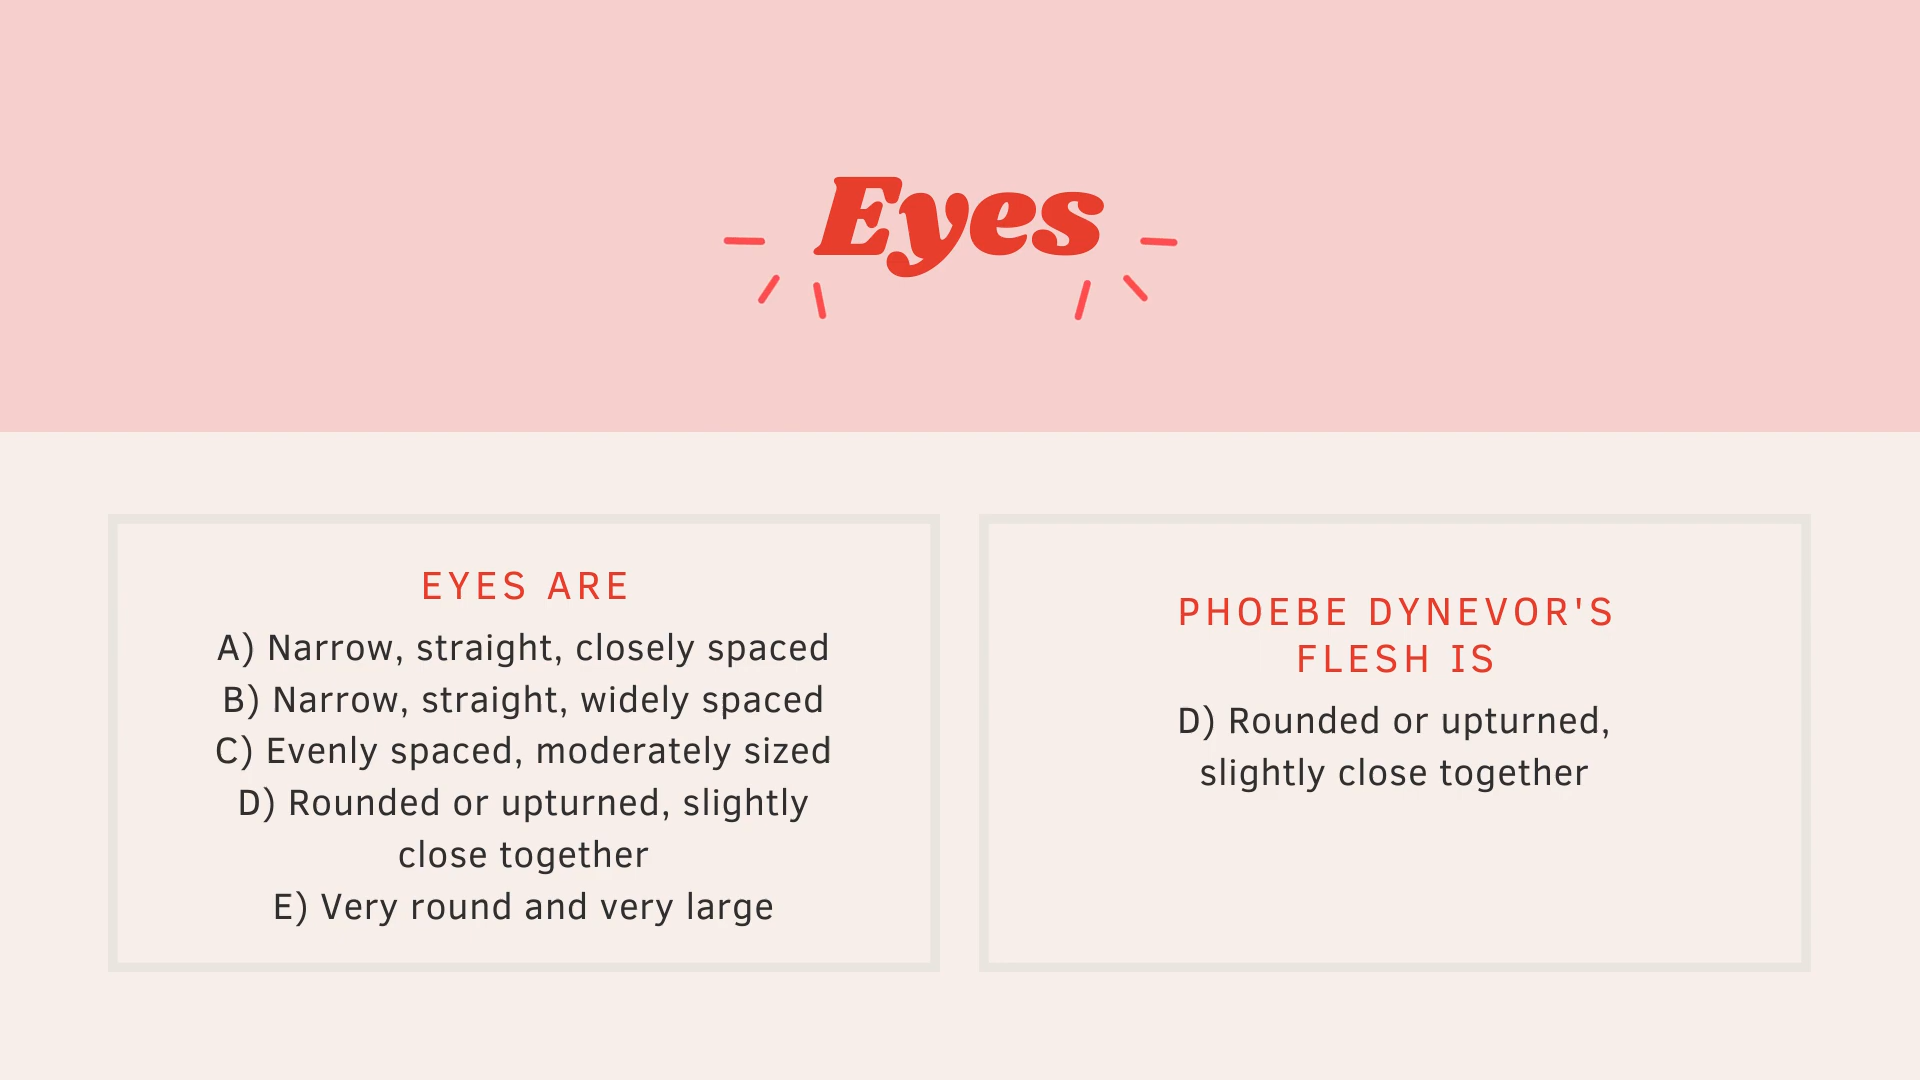 Eyes
EYES ARE
A) Narrow, straight, closely spaced
B) Narrow, straight, widely spaced
C) Evenly spaced, moderately sized
D) Rounded or upturned, slightly
close together
E) Very round and very large
PHOEBE DYNEVOR'S
FLESH IS
D) Rounded or upturned,
slightly close together